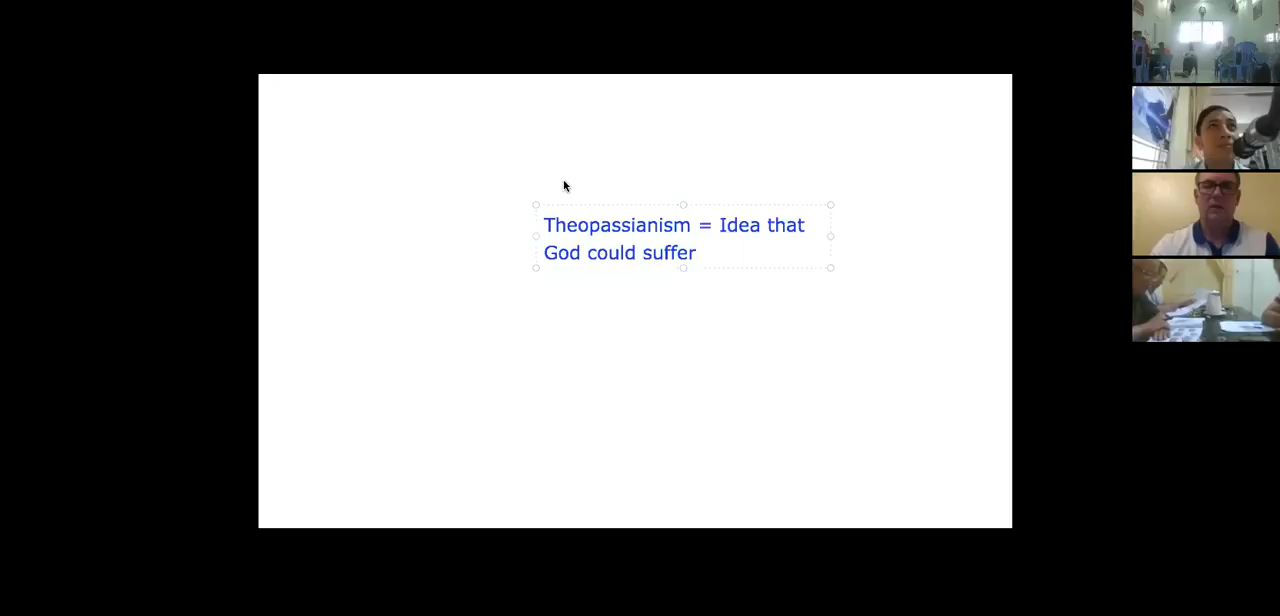 Theopassianism = Idea that
God could suffer